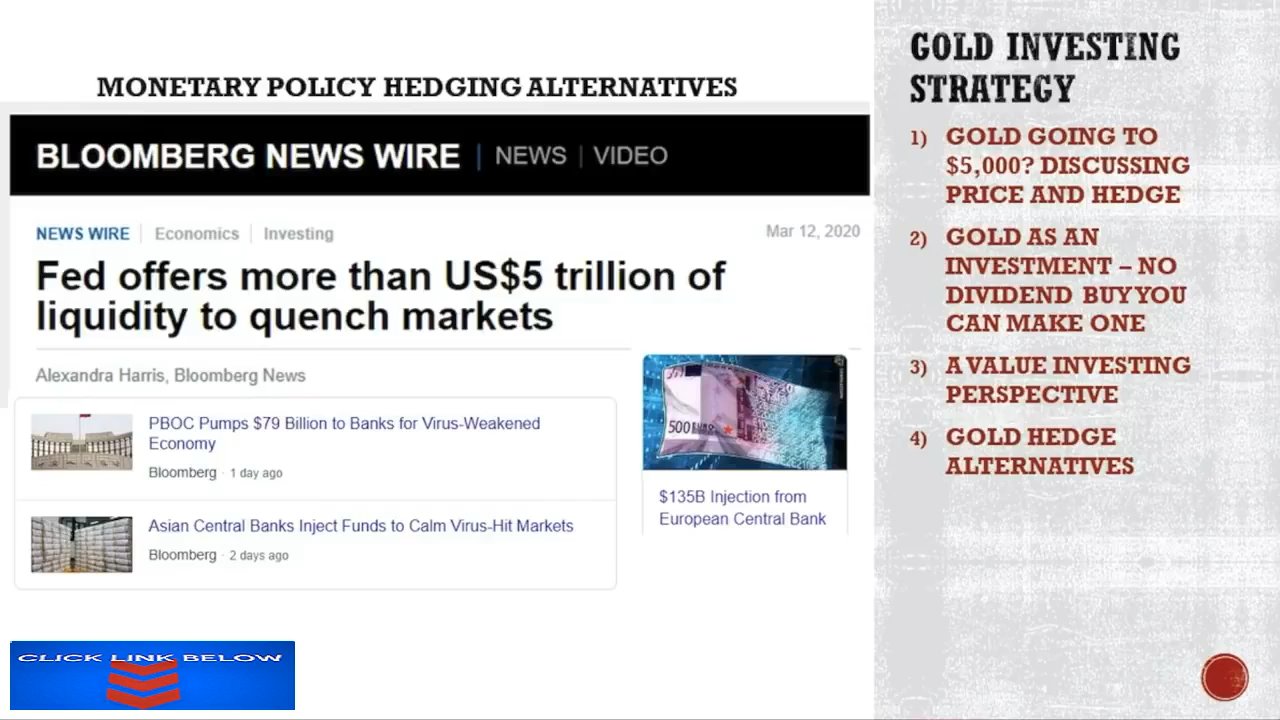 MONETARY POLICY HEDGING ALTERNATIVES
BLOOMBERG NEWS WIRE | NEWS | VIDEO
NEWS WIRE | Economics | Investing
Mar 12, 2020
Fed offers more than US$5 trillion of
liquidity to quench markets
Alexandra Harris, Bloomberg News
PBOC Pumps $79 Billion to Banks for Virus-Weakened
Economy
Bloomberg · 1 day ago
Asian Central Banks Inject Funds to Calm Virus-Hit Markets
Bloomberg · 2 days ago
500 EURO
$135B Injection from
European Central Bank
CLICK LINK BELOW
GOLD INVESTING
STRATEGY
1) GOLD GOING TO
$5,000? DISCUSSING
PRICE AND HEDGE
2) GOLD AS AN
INVESTMENT – NO
DIVIDEND BUY YOU
CAN MAKE ONE
3) A VALUE INVESTING
PERSPECTIVE
4) GOLD HEDGE
ALTERNATIVES